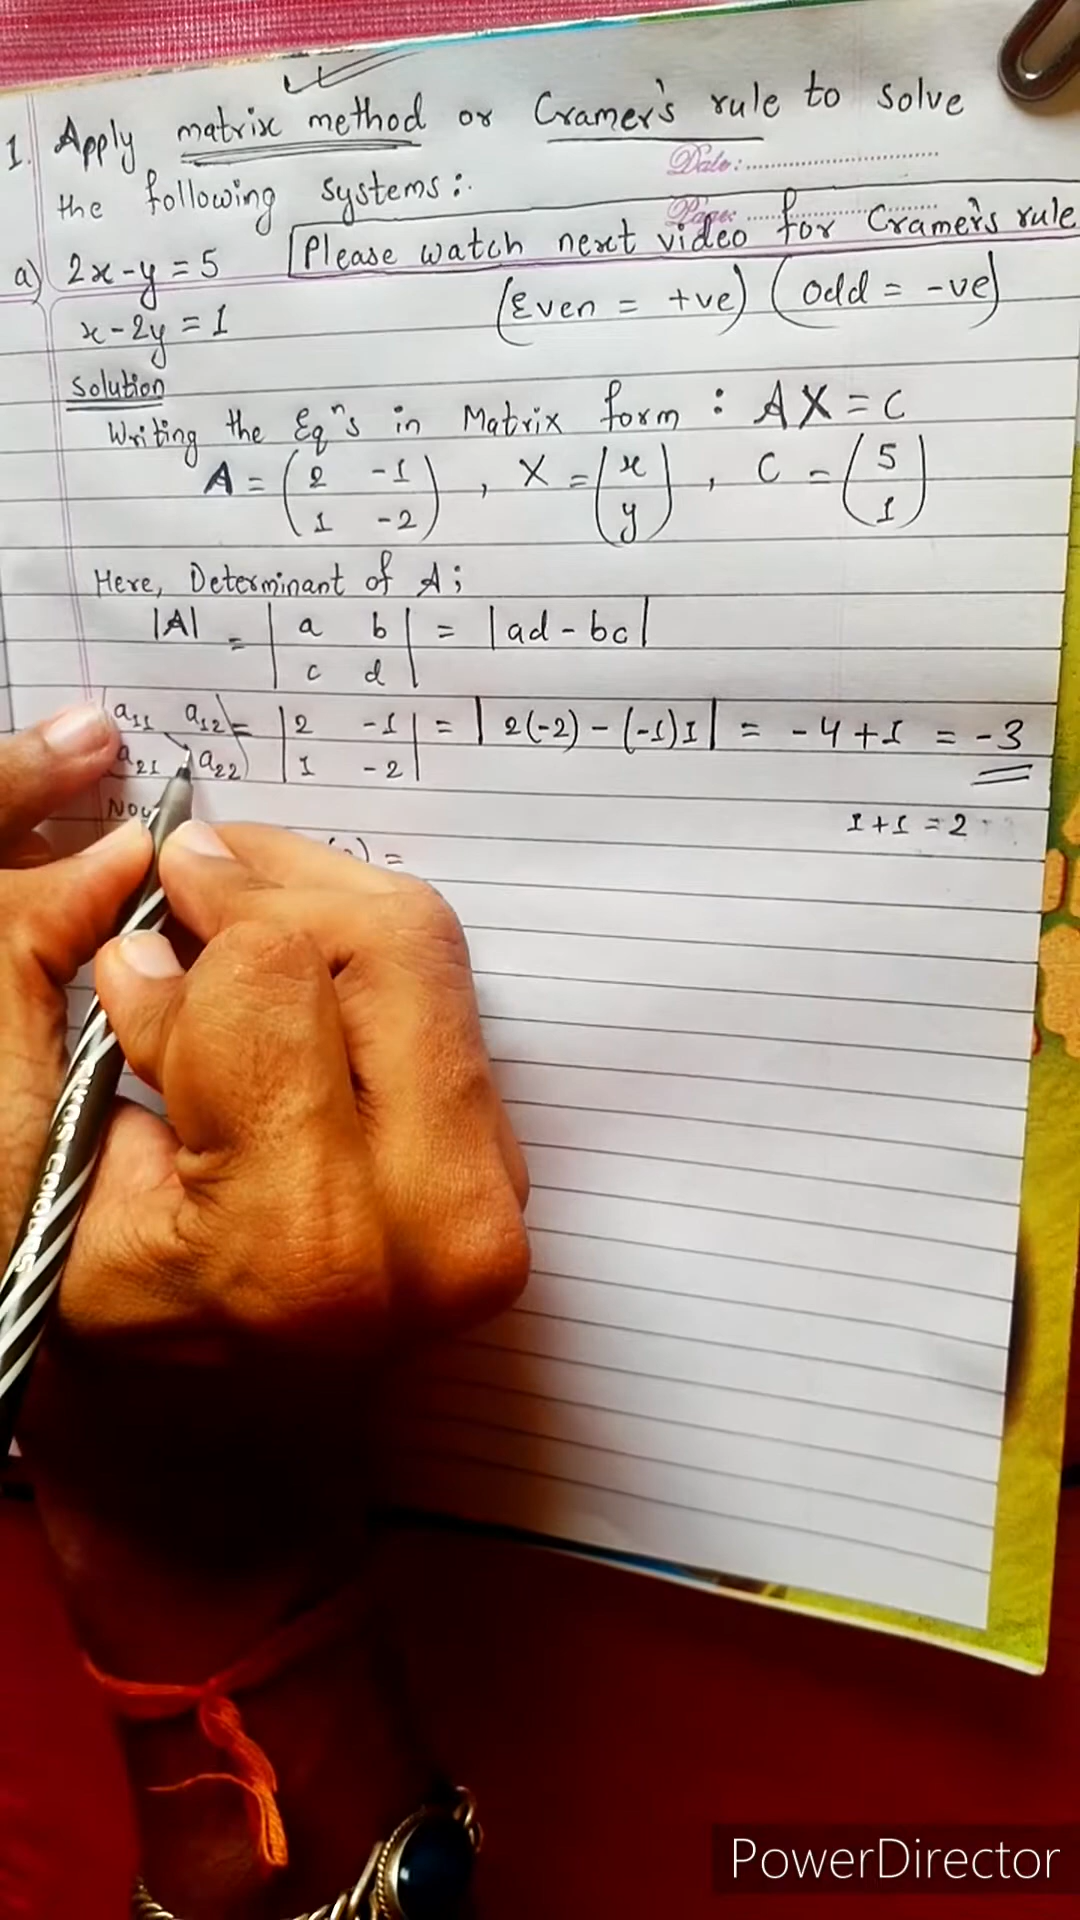 1. Apply matrix method or Cramer's rule to solve
Date:
the following systems:.
Page:
Please watch next video for Cramer's rule
a) 2x-y = 5
(Even = +ve) (odd = -ve)
x-2y = 1
Solution
Writing the Eqⁿ's in Matrix form : AX = C
A = (2 -1 , X = (x , C = (5
1 -2) y) 1)
Here, Determinant of A;
|A| = | a b | = |ad - bc|
c d
a₁₁ a₁₂ = | 2 -1 | = | 2(-2) - (-1)1 | = -4+1 = -3
a₂₁ a₂₂ 1 -2
1+1 = 2
) =
PIKOS COLOURS
PowerDirector